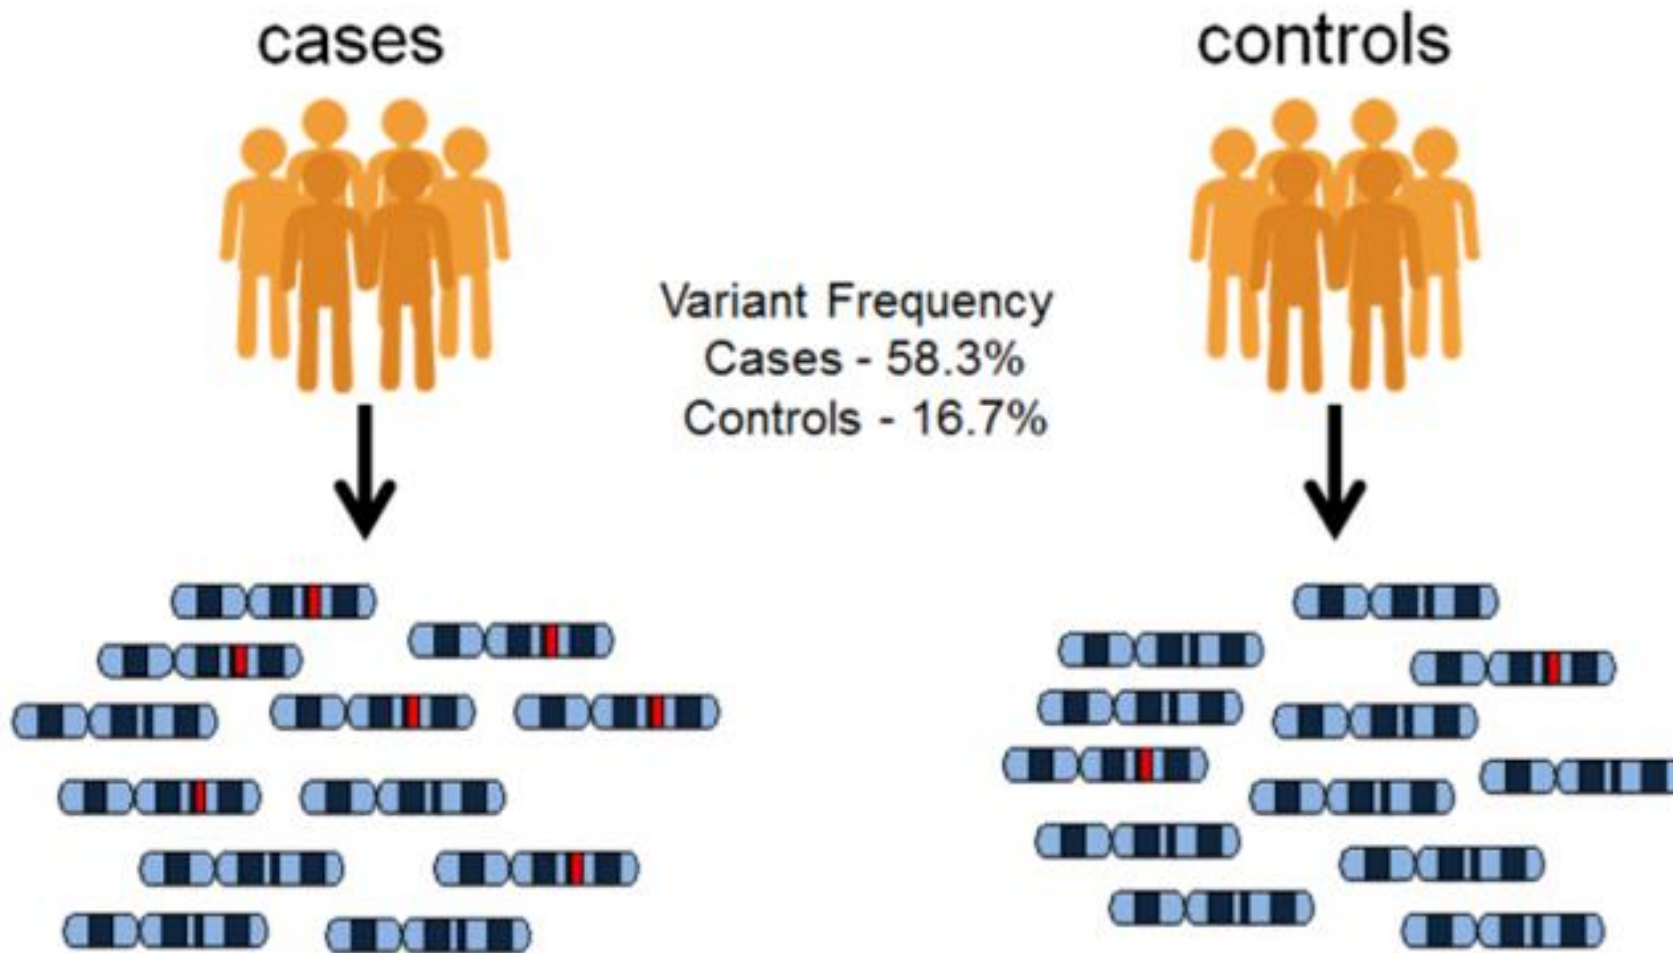 cases
controls
Variant Frequency
Cases - 58.3%
Controls - 16.7%